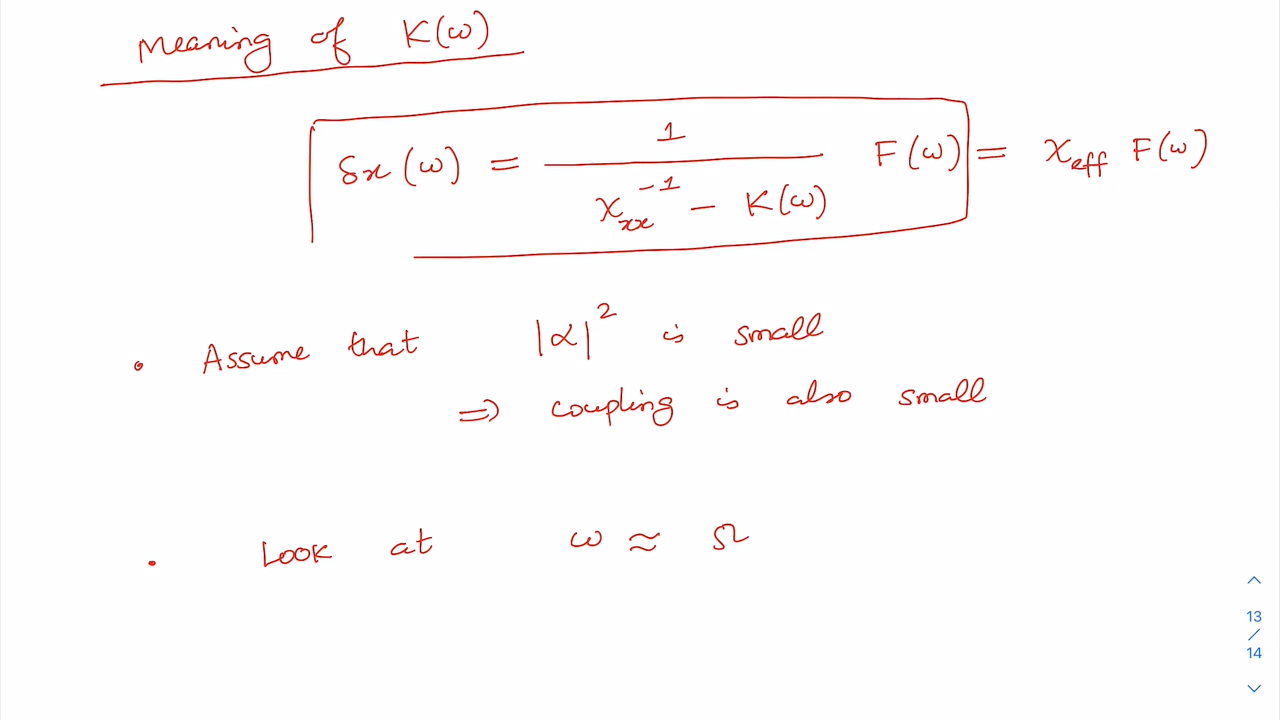 Meaning of K(ω)
δx(ω) = 1 / (χ_xx^-1 - K(ω)) F(ω) = χ_eff F(ω)
• Assume that |α|² is small
⇒ coupling is also small
• Look at ω ≈ Ω
13
/
14